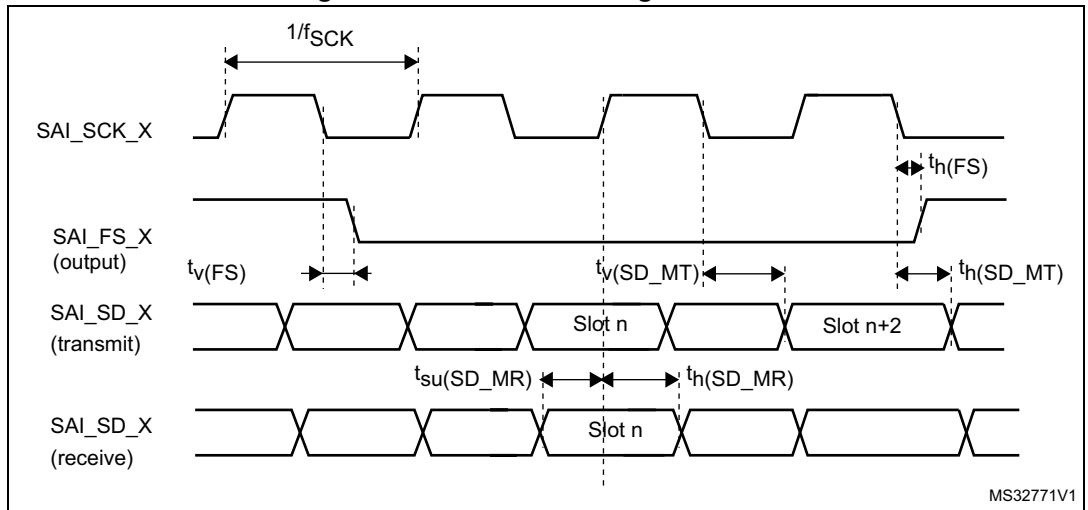 1/fSCK
SAI_SCK_X
th(FS)
SAI_FS_X
(output)
tv(FS)
tv(SD_MT)
th(SD_MT)
SAI_SD_X
(transmit)
Slot n
Slot n+2
tsu(SD_MR)
th(SD_MR)
SAI_SD_X
(receive)
Slot n
MS32771V1